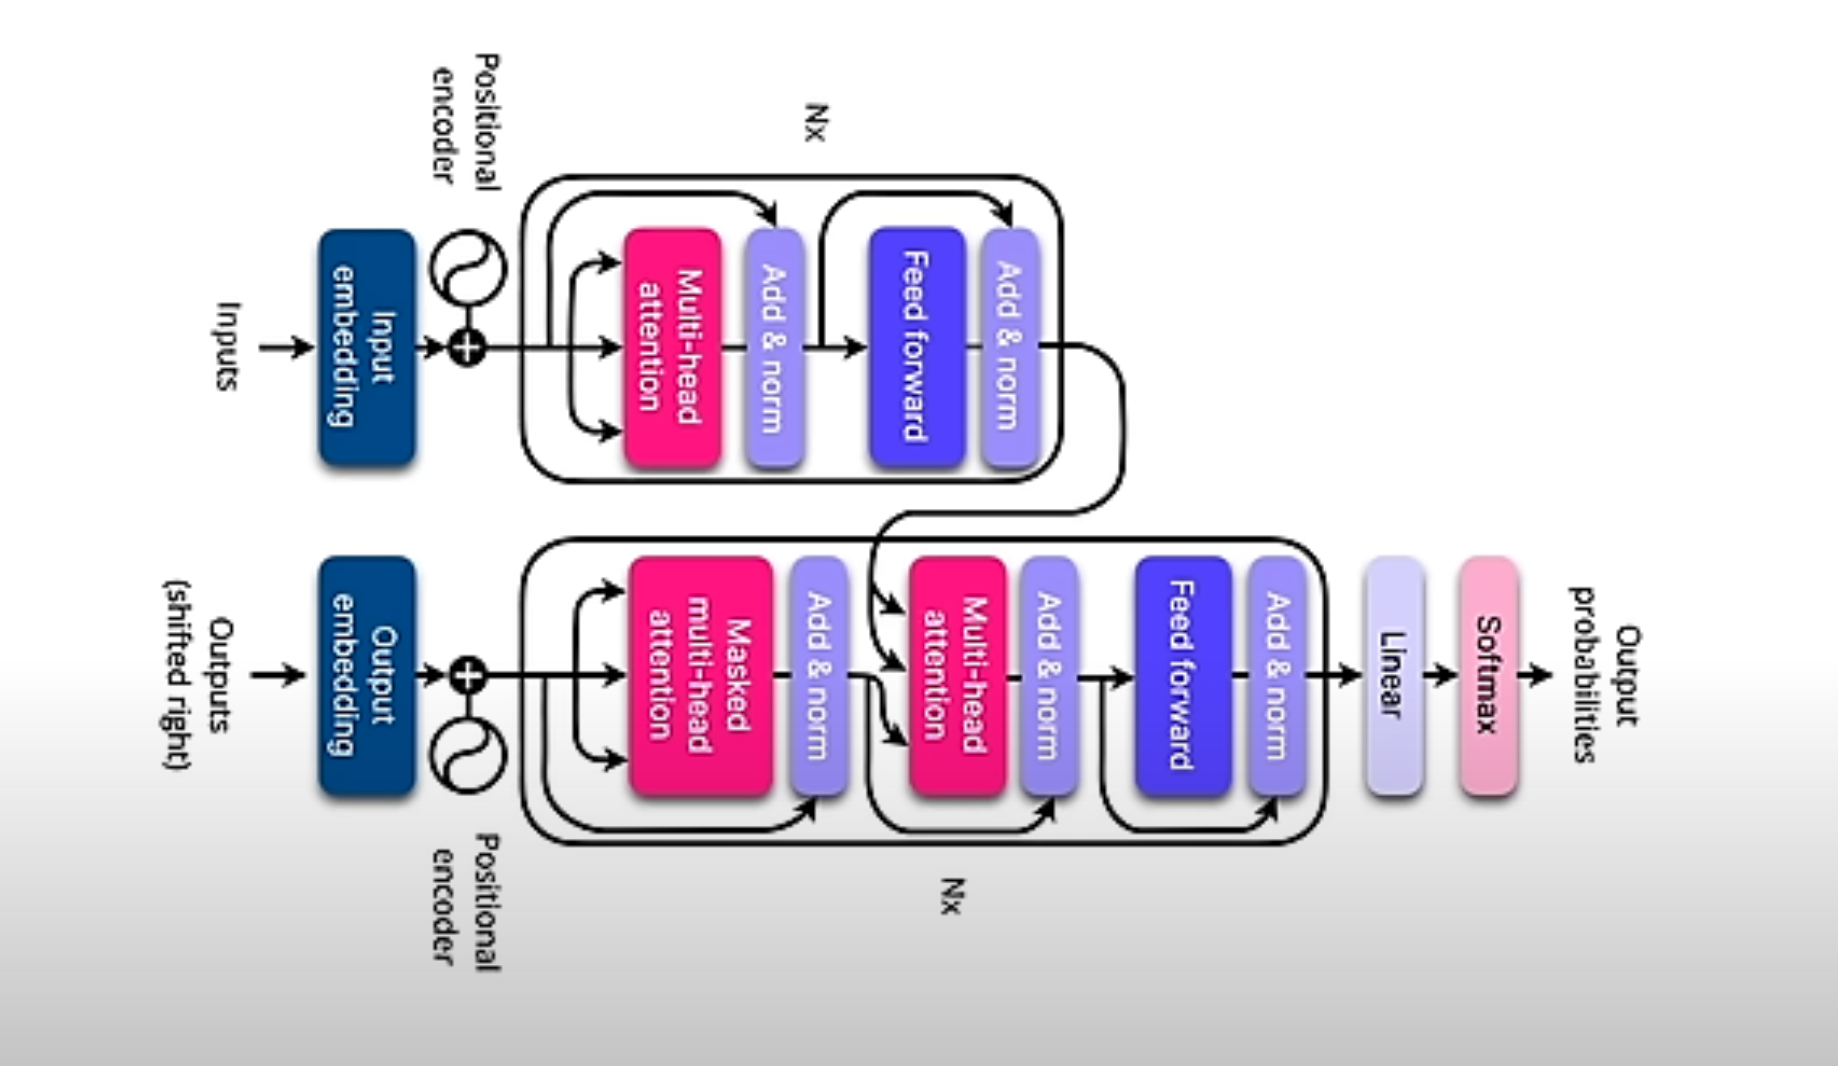 Inputs
Input
embedding
Positional
encoder
Nx
Multi-head
attention
Add & norm
Feed forward
Add & norm
Outputs
(shifted right)
Output
embedding
Positional
encoder
Nx
Masked
multi-head
attention
Add & norm
Multi-head
attention
Add & norm
Feed forward
Add & norm
Linear
Softmax
Output
probabilities